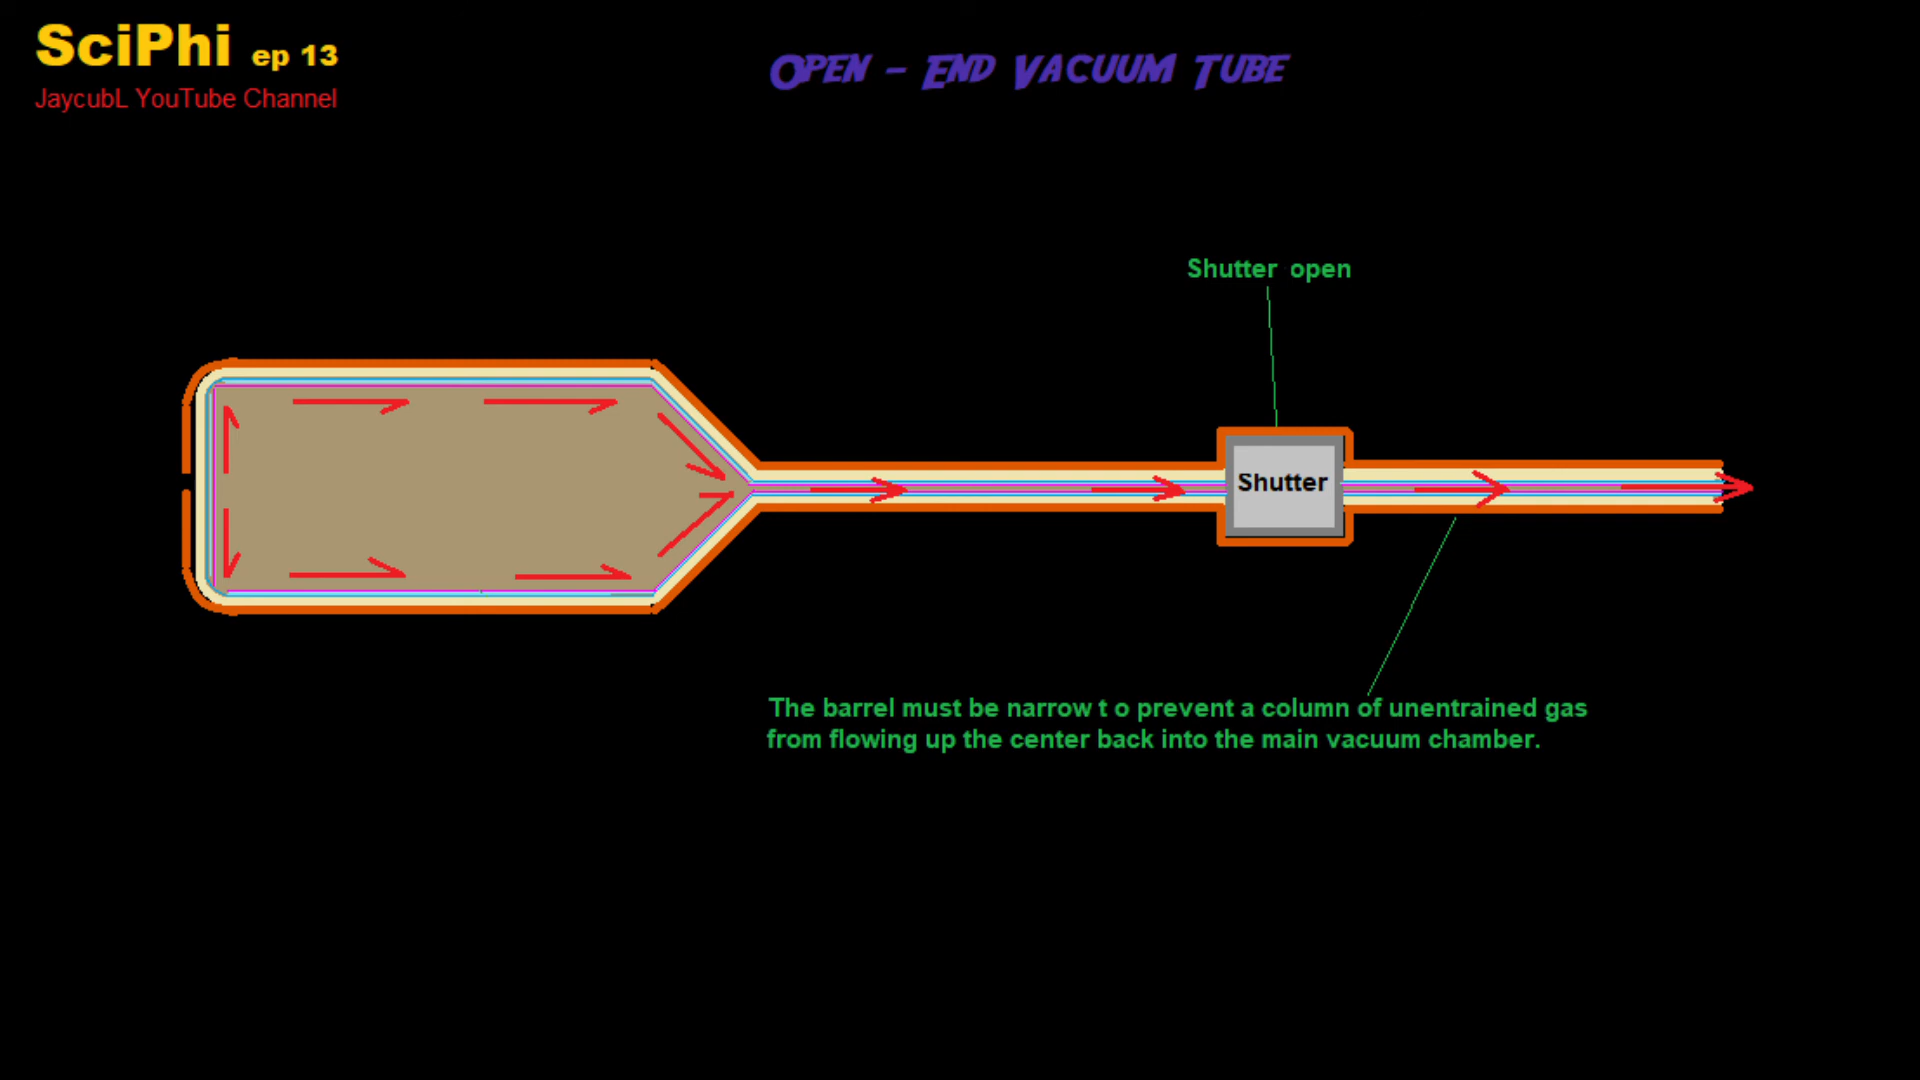 SciPhi ep 13
JaycubL YouTube Channel
Open - End Vacuum Tube
Shutter open
Shutter
The barrel must be narrow t o prevent a column of unentrained gas
from flowing up the center back into the main vacuum chamber.